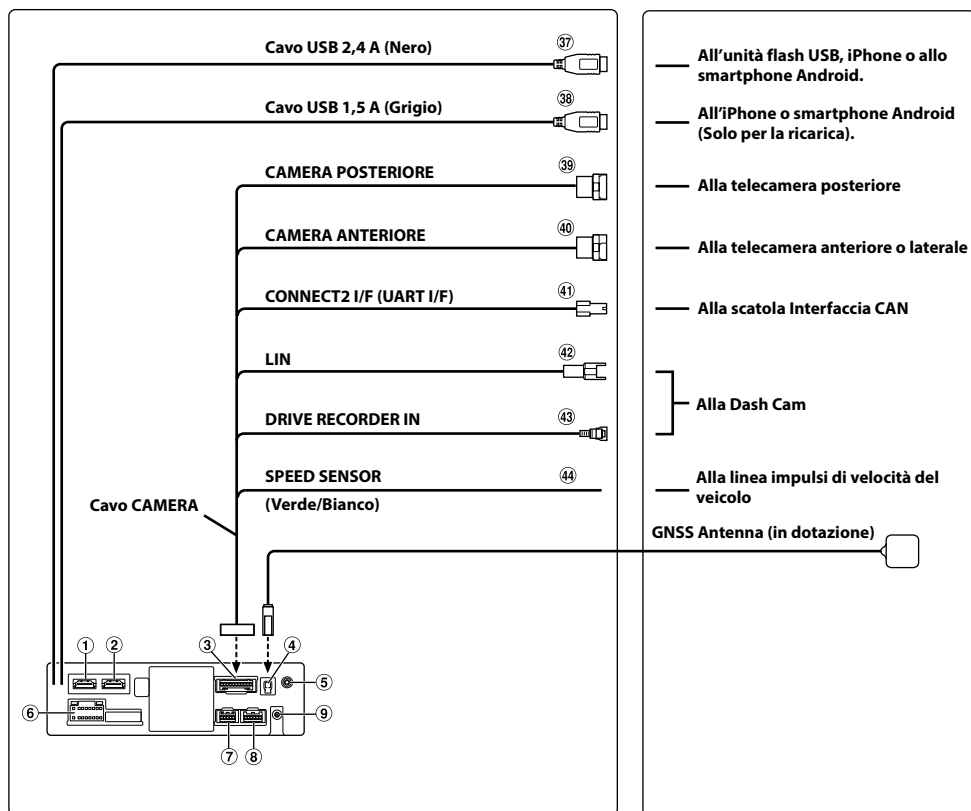 Cavo USB 2,4 A (Nero)
㊲
All’unità flash USB, iPhone o allo
smartphone Android.
Cavo USB 1,5 A (Grigio)
㊳
All’iPhone o smartphone Android
(Solo per la ricarica).
CAMERA POSTERIORE
㊴
Alla telecamera posteriore
CAMERA ANTERIORE
㊵
Alla telecamera anteriore o laterale
CONNECT2 I/F (UART I/F)
㊶
Alla scatola Interfaccia CAN
LIN
㊷
Alla Dash Cam
DRIVE RECORDER IN
㊸
SPEED SENSOR
(Verde/Bianco)
㊹
Alla linea impulsi di velocità del
veicolo
Cavo CAMERA
GNSS Antenna (in dotazione)
①
②
③
④
⑤
⑥
⑦
⑧
⑨